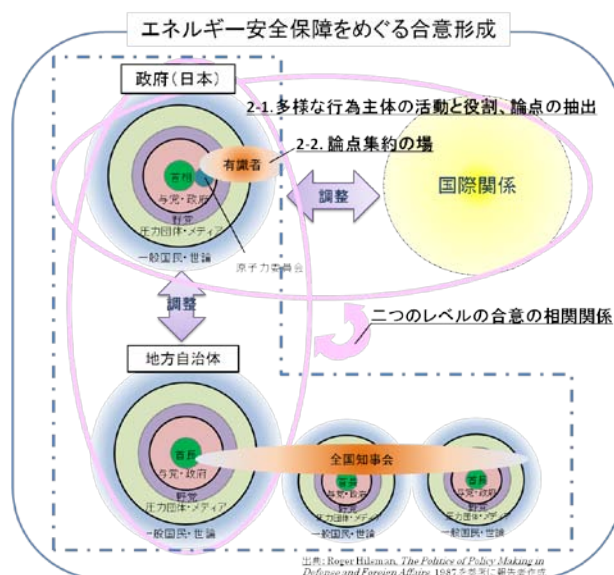 エネルギー安全保障をめぐる合意形成
政府(日本)
2-1.多様な行為主体の活動と役割、論点の抽出
2-2. 論点集約の場
有識者
首相
与党・政府
野党
圧力団体・メディア
一般国民・世論
原子力委員会
調整
国際関係
調整
二つのレベルの合意の相関関係
地方自治体
首長
与党・政府
野党
圧力団体・メディア
一般国民・世論
全国知事会
首長
与党・政府
野党
圧力団体・メディア
一般国民・世論
首長
与党・政府
野党
圧力団体・メディア
一般国民・世論
出典: Roger Hilsman, The Politics of Policy Making in
Defense and Foreign Affairs, 1987を参考に報告者作成